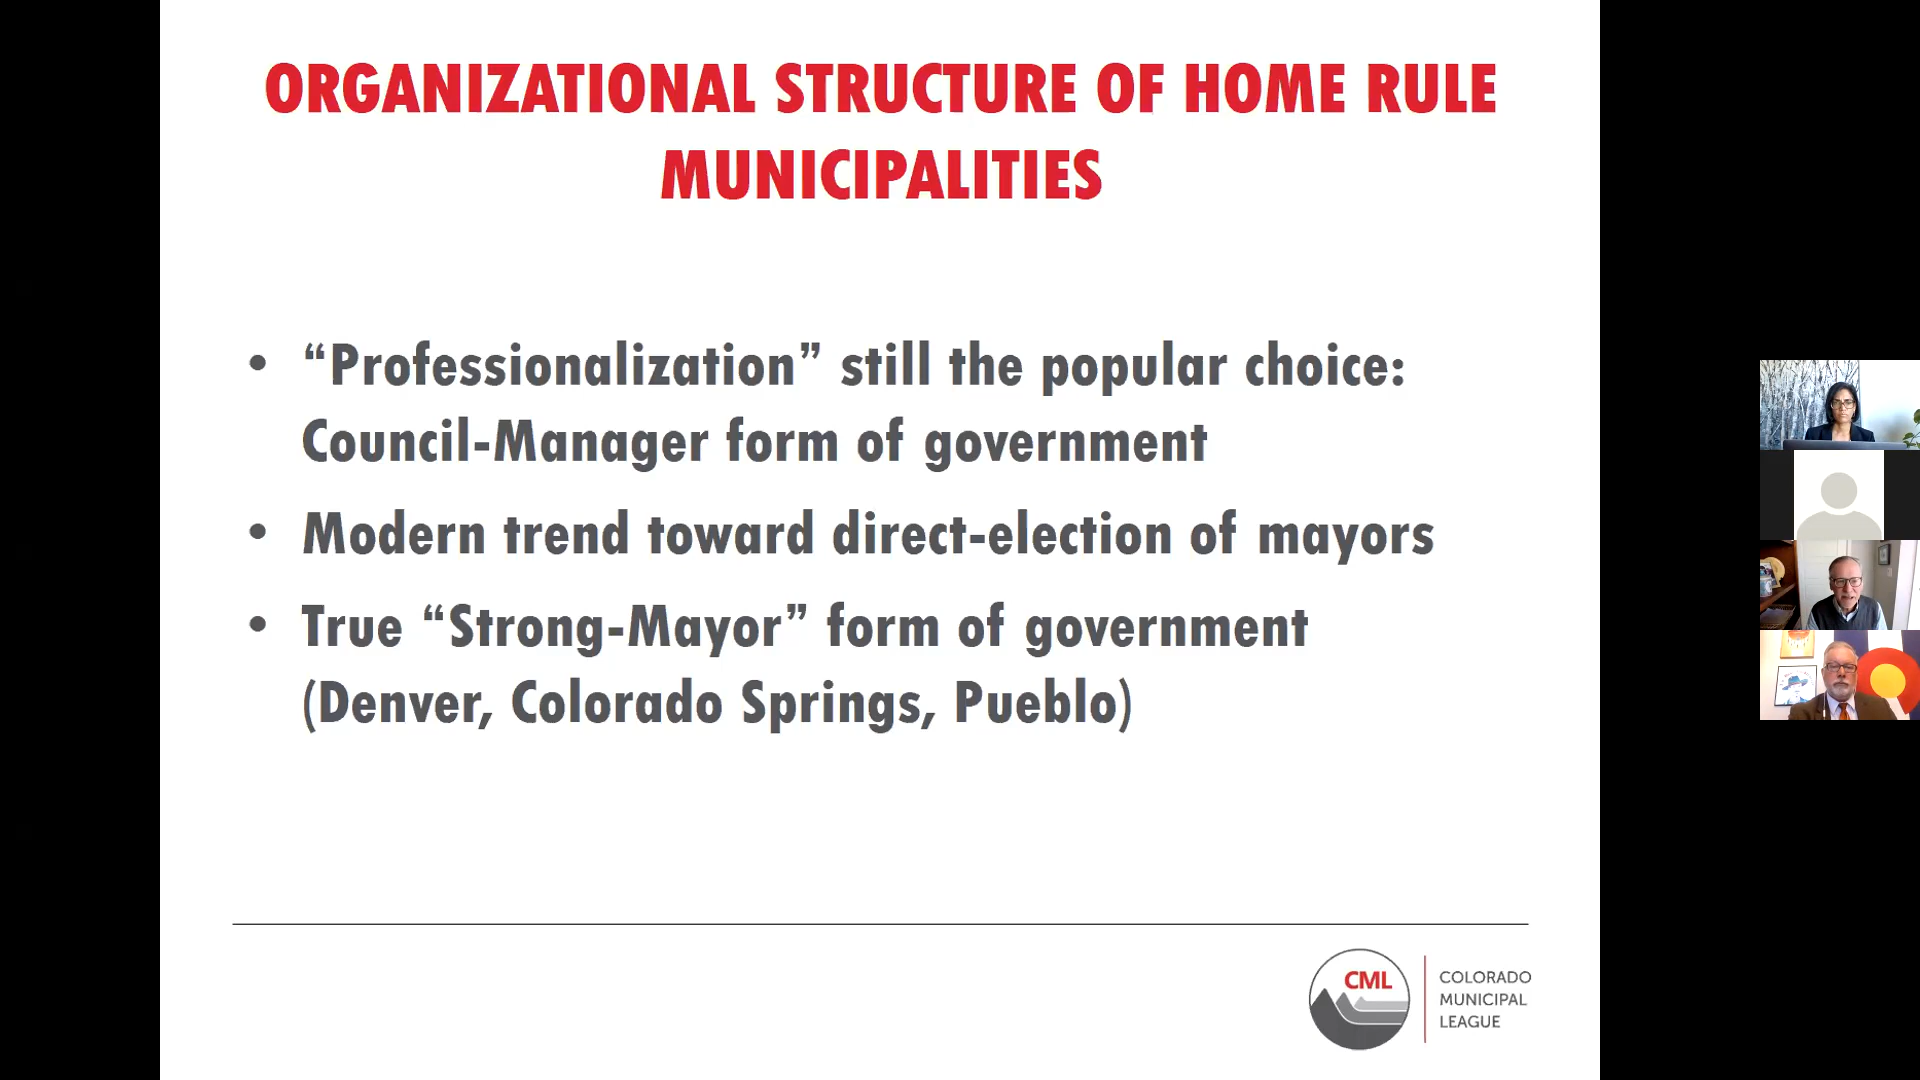 ORGANIZATIONAL STRUCTURE OF HOME RULE
MUNICIPALITIES
• “Professionalization” still the popular choice:
Council-Manager form of government
• Modern trend toward direct-election of mayors
• True “Strong-Mayor” form of government
(Denver, Colorado Springs, Pueblo)
CML
COLORADO
MUNICIPAL
LEAGUE